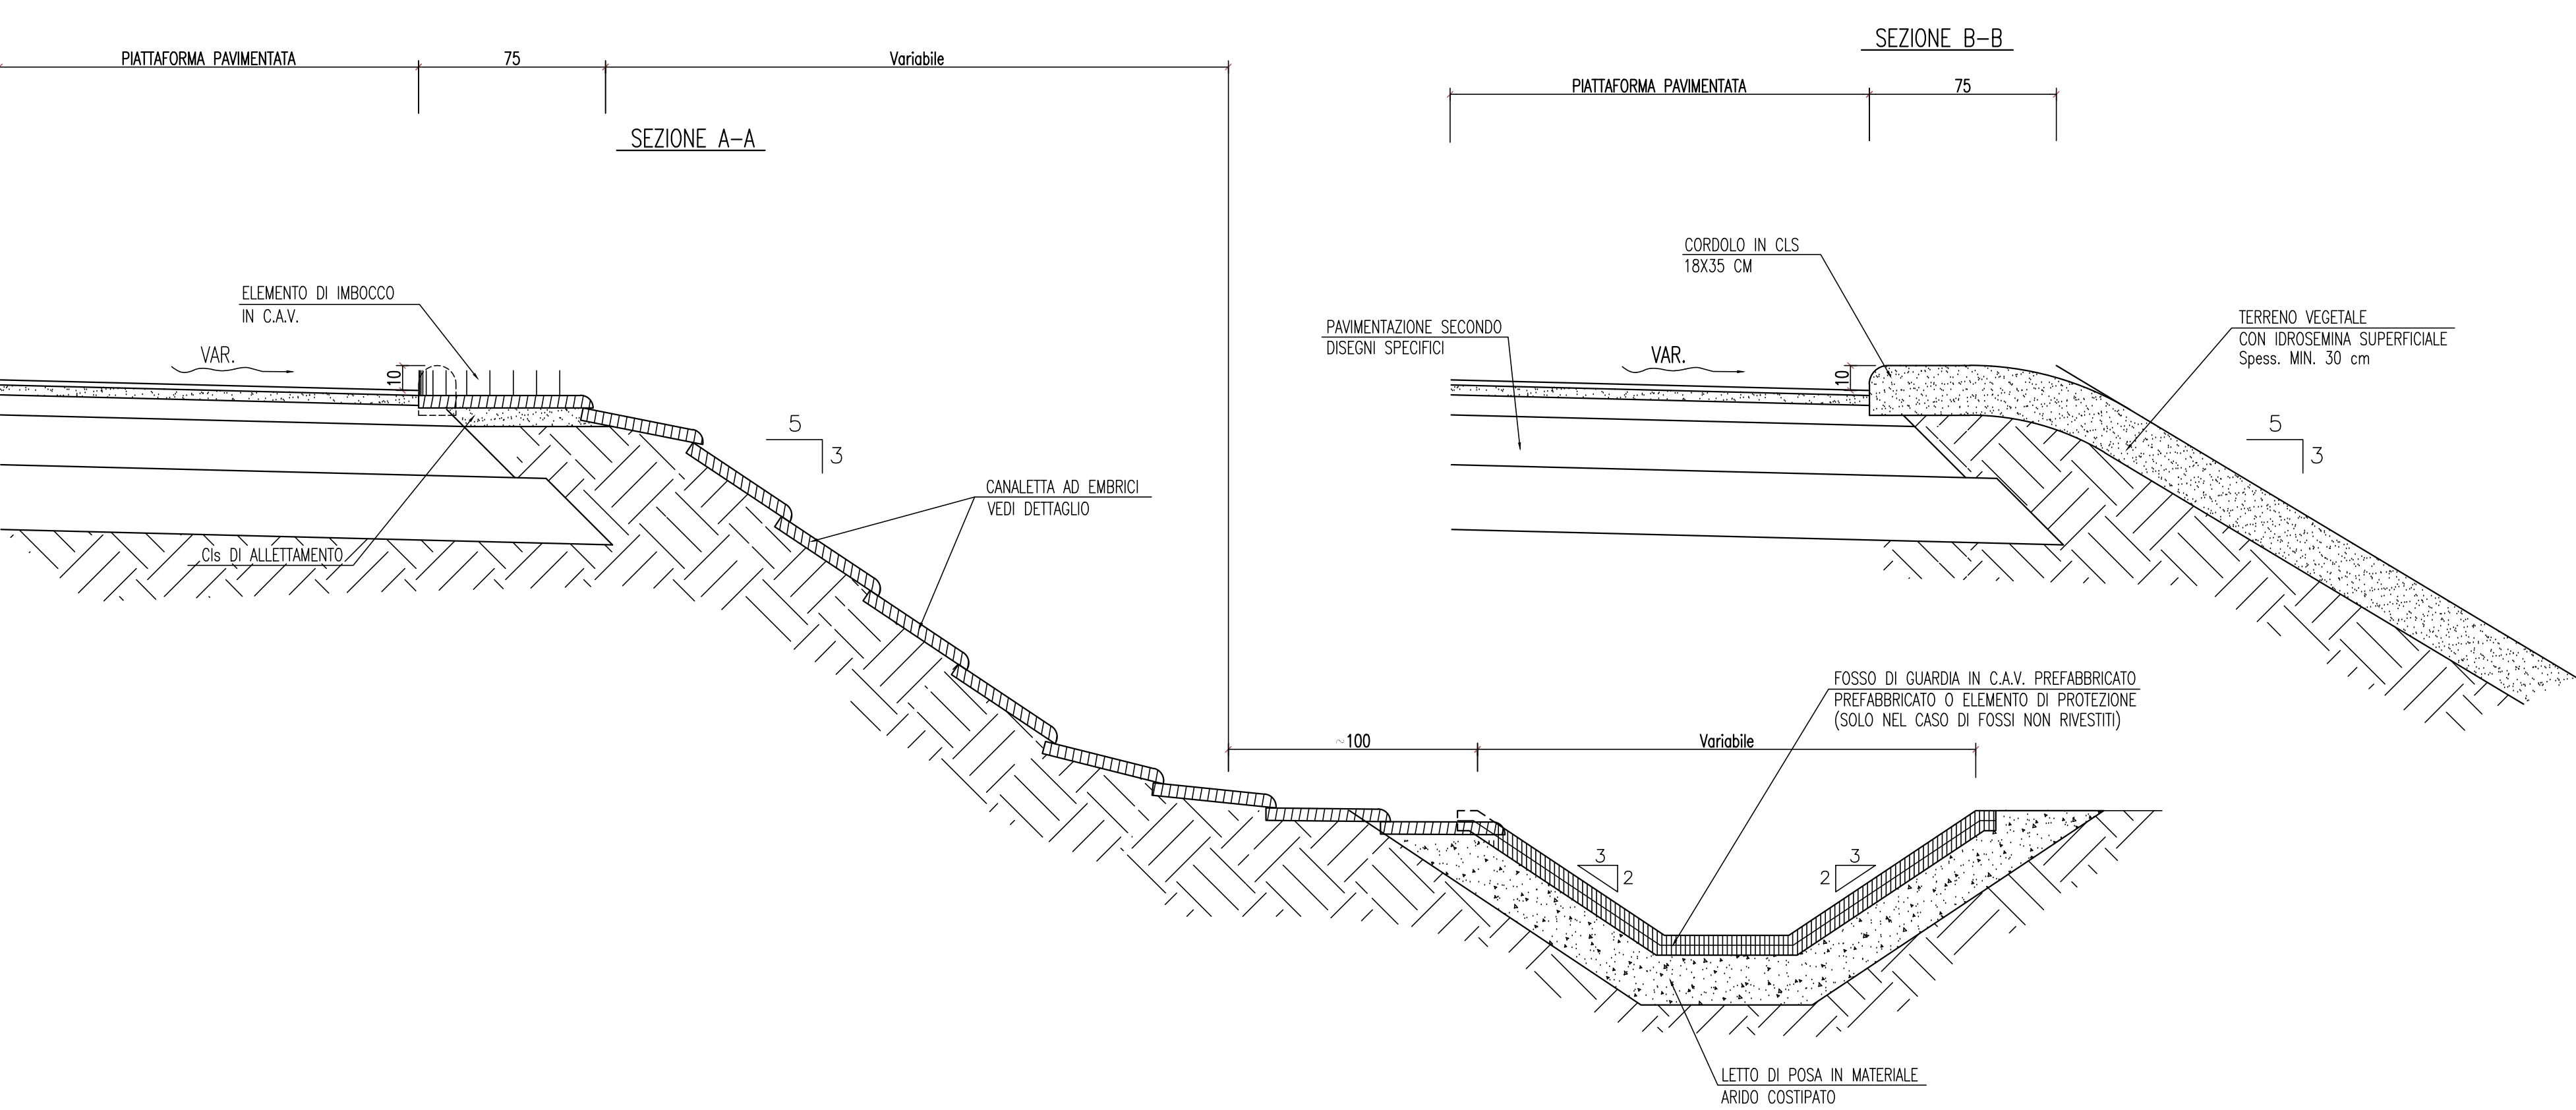 PIATTAFORMA PAVIMENTATA
75
Variabile
SEZIONE A-A
ELEMENTO DI IMBOCCO
IN C.A.V.
VAR.
10
5
3
CANALETTA AD EMBRICI
VEDI DETTAGLIO
Cls DI ALLETTAMENTO
SEZIONE B-B
PIATTAFORMA PAVIMENTATA
75
CORDOLO IN CLS
18X35 CM
PAVIMENTAZIONE SECONDO
DISEGNI SPECIFICI
VAR.
10
TERRENO VEGETALE
CON IDROSEMINA SUPERFICIALE
Spess. MIN. 30 cm
5
3
FOSSO DI GUARDIA IN C.A.V. PREFABBRICATO
PREFABBRICATO O ELEMENTO DI PROTEZIONE
(SOLO NEL CASO DI FOSSI NON RIVESTITI)
~100
Variabile
3
2
3
2
LETTO DI POSA IN MATERIALE
ARIDO COSTIPATO